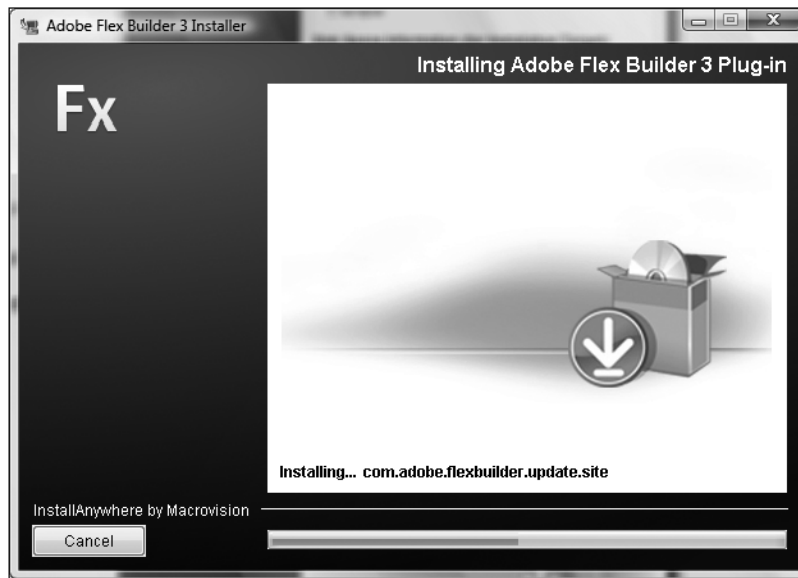 Adobe Flex Builder 3 Installer
Installing Adobe Flex Builder 3 Plug-in
Fx
Installing... com.adobe.flexbuilder.update.site
InstallAnywhere by Macrovision
Cancel